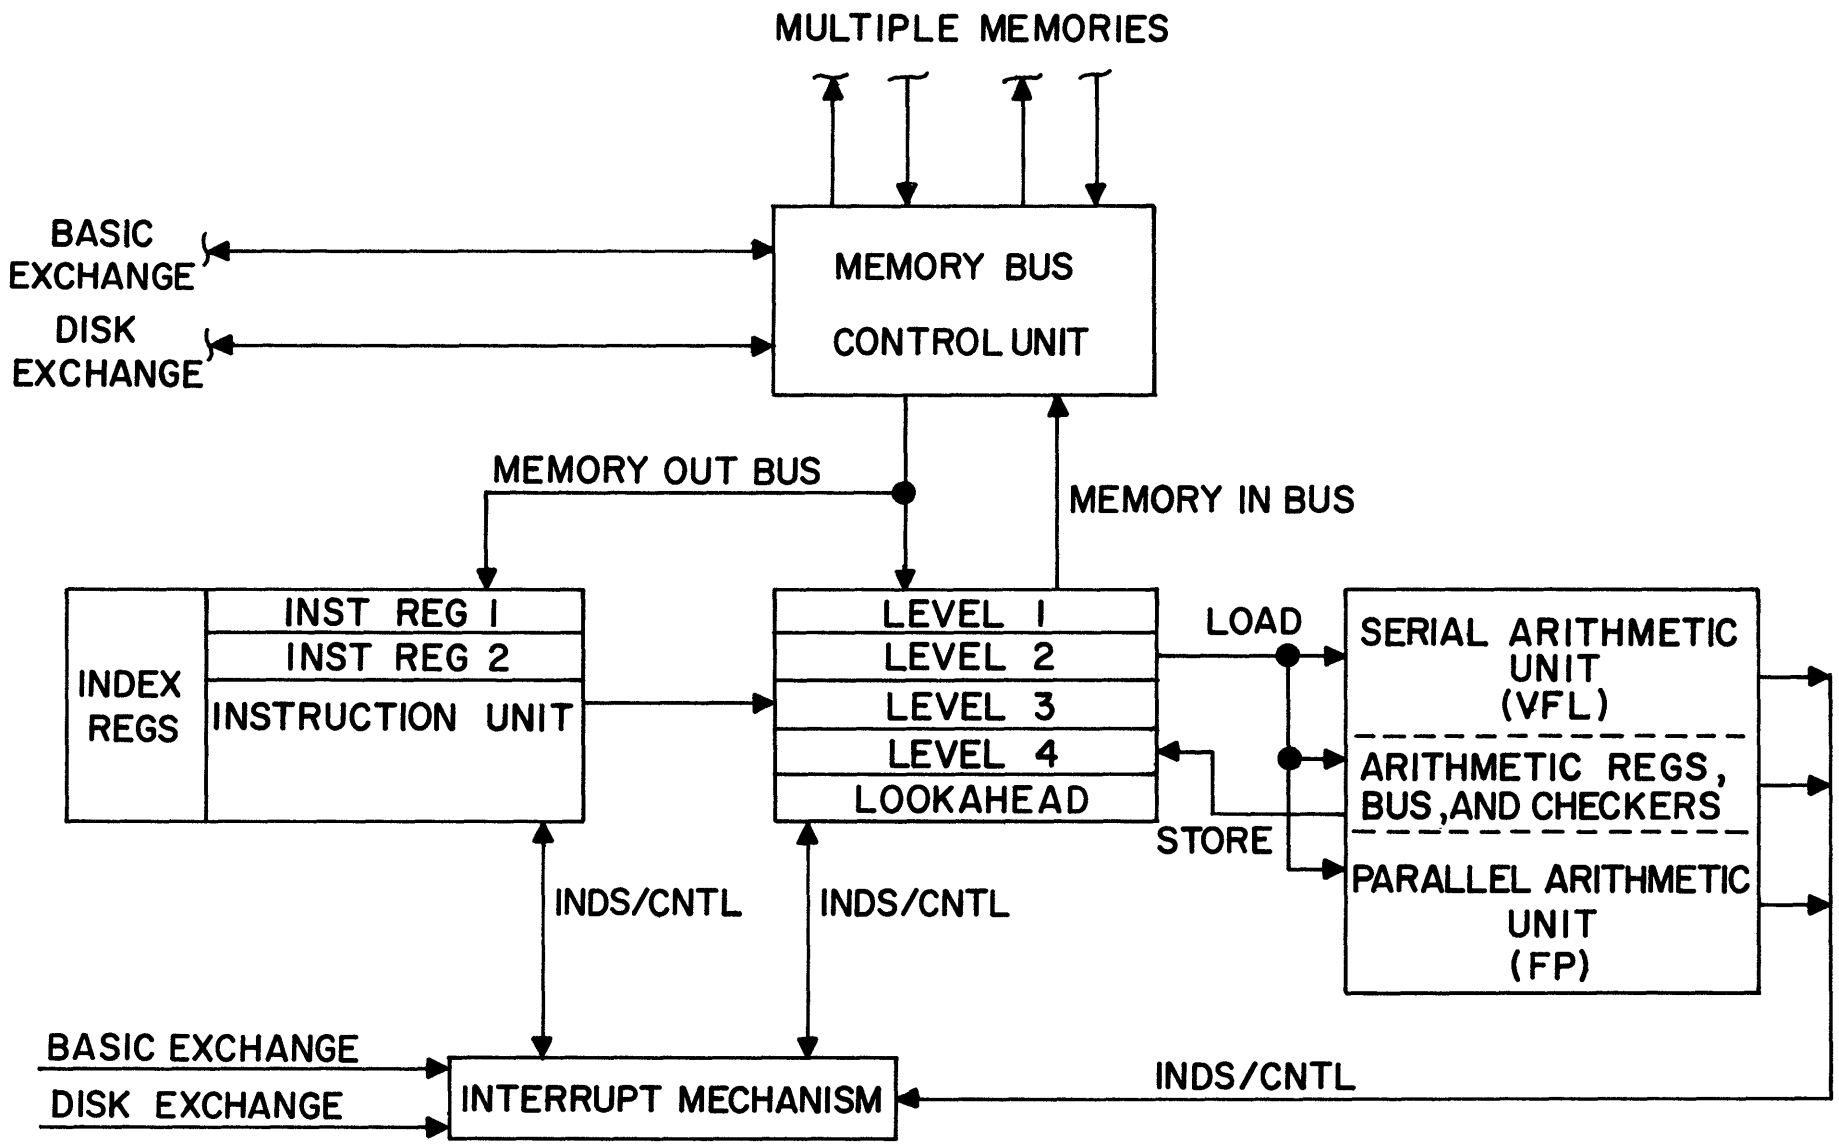 MULTIPLE MEMORIES
BASIC
EXCHANGE
DISK
EXCHANGE
MEMORY BUS
CONTROL UNIT
MEMORY OUT BUS
MEMORY IN BUS
INDEX
REGS
INST REG 1
INST REG 2
INSTRUCTION UNIT
LEVEL 1
LEVEL 2
LEVEL 3
LEVEL 4
LOOKAHEAD
LOAD
STORE
SERIAL ARITHMETIC
UNIT
(VFL)
ARITHMETIC REGS,
BUS, AND CHECKERS
PARALLEL ARITHMETIC
UNIT
(FP)
INDS/CNTL
INDS/CNTL
BASIC EXCHANGE
DISK EXCHANGE
INTERRUPT MECHANISM
INDS/CNTL